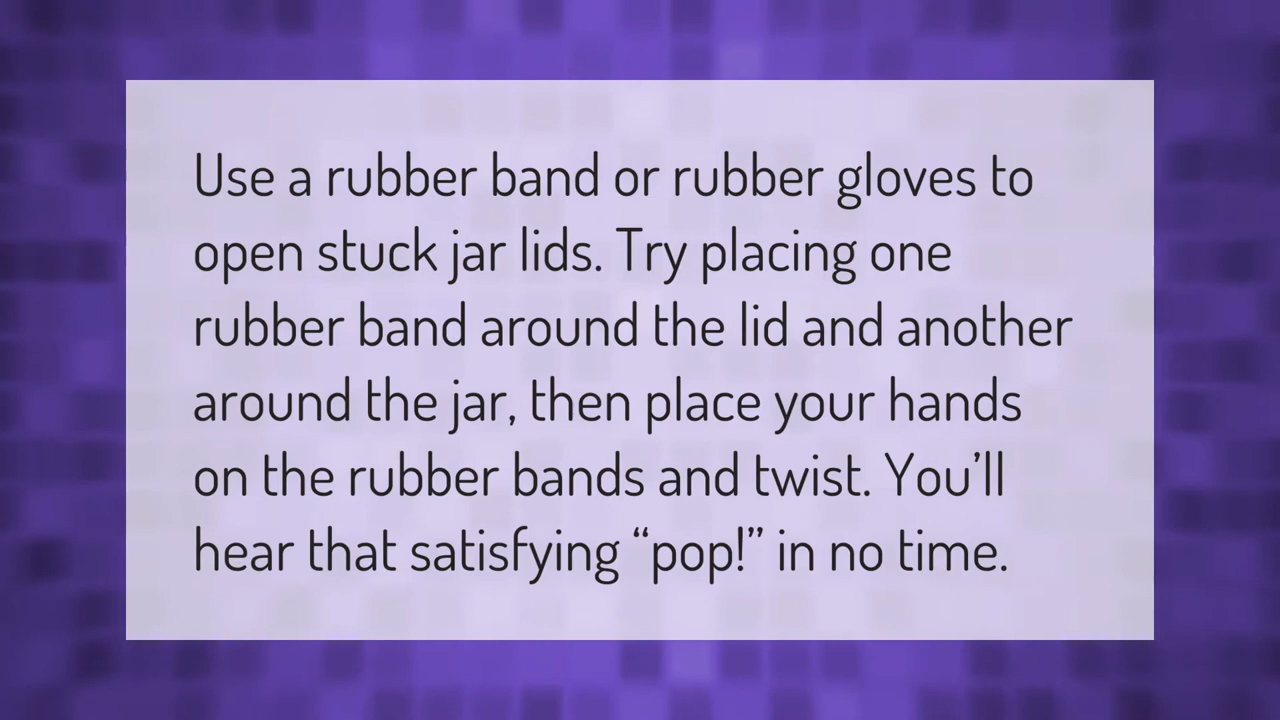 Use a rubber band or rubber gloves to
open stuck jar lids. Try placing one
rubber band around the lid and another
around the jar, then place your hands
on the rubber bands and twist. You’ll
hear that satisfying “pop!” in no time.